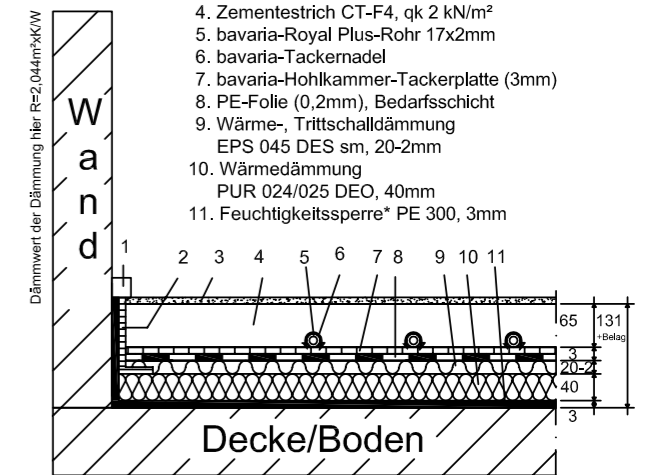 4. Zementestrich CT-F4, qk 2 kN/m²
5. bavaria-Royal Plus-Rohr 17x2mm
6. bavaria-Tackernadel
7. bavaria-Hohlkammer-Tackerplatte (3mm)
8. PE-Folie (0,2mm), Bedarfsschicht
9. Wärme-, Trittschalldämmung
EPS 045 DES sm, 20-2mm
10. Wärmedämmung
PUR 024/025 DEO, 40mm
11. Feuchtigkeitssperre* PE 300, 3mm
Dämmwert der Dämmung hier R=2,044m²xK/W
Wand
1 2 3 4 5 6 7 8 9 10 11
65
131
+Belag
3
20-2
40
3
Decke/Boden